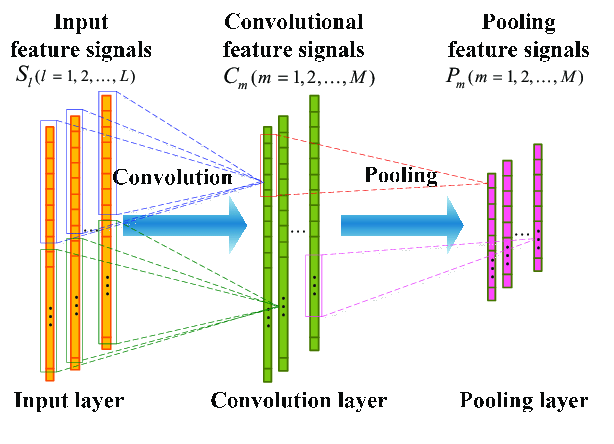 Input
feature signals
S_l (l = 1, 2, ..., L)
Convolutional
feature signals
C_m (m = 1, 2, ..., M)
Pooling
feature signals
P_m (m = 1, 2, ..., M)
Convolution
Pooling
Input layer
Convolution layer
Pooling layer